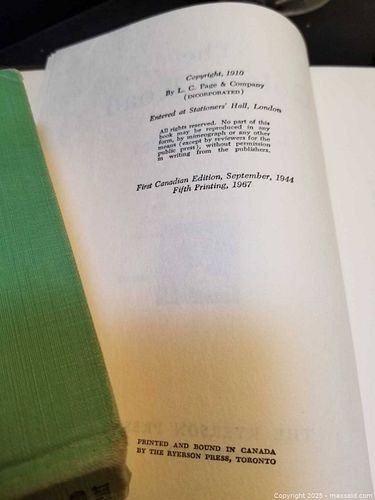 Copyright, 1910
By L. C. Page & Company
(INCORPORATED)
Entered at Stationers' Hall, London
All rights reserved. No part of this
book may be reproduced in any
form, by mimeograph or any other
means (except by reviewers for the
public press), without permission
in writing from the publishers.
First Canadian Edition, September, 1944
Fifth Printing, 1967
PRINTED AND BOUND IN CANADA
BY THE RYERSON PRESS, TORONTO
Copyright 2025 - maxsold.com